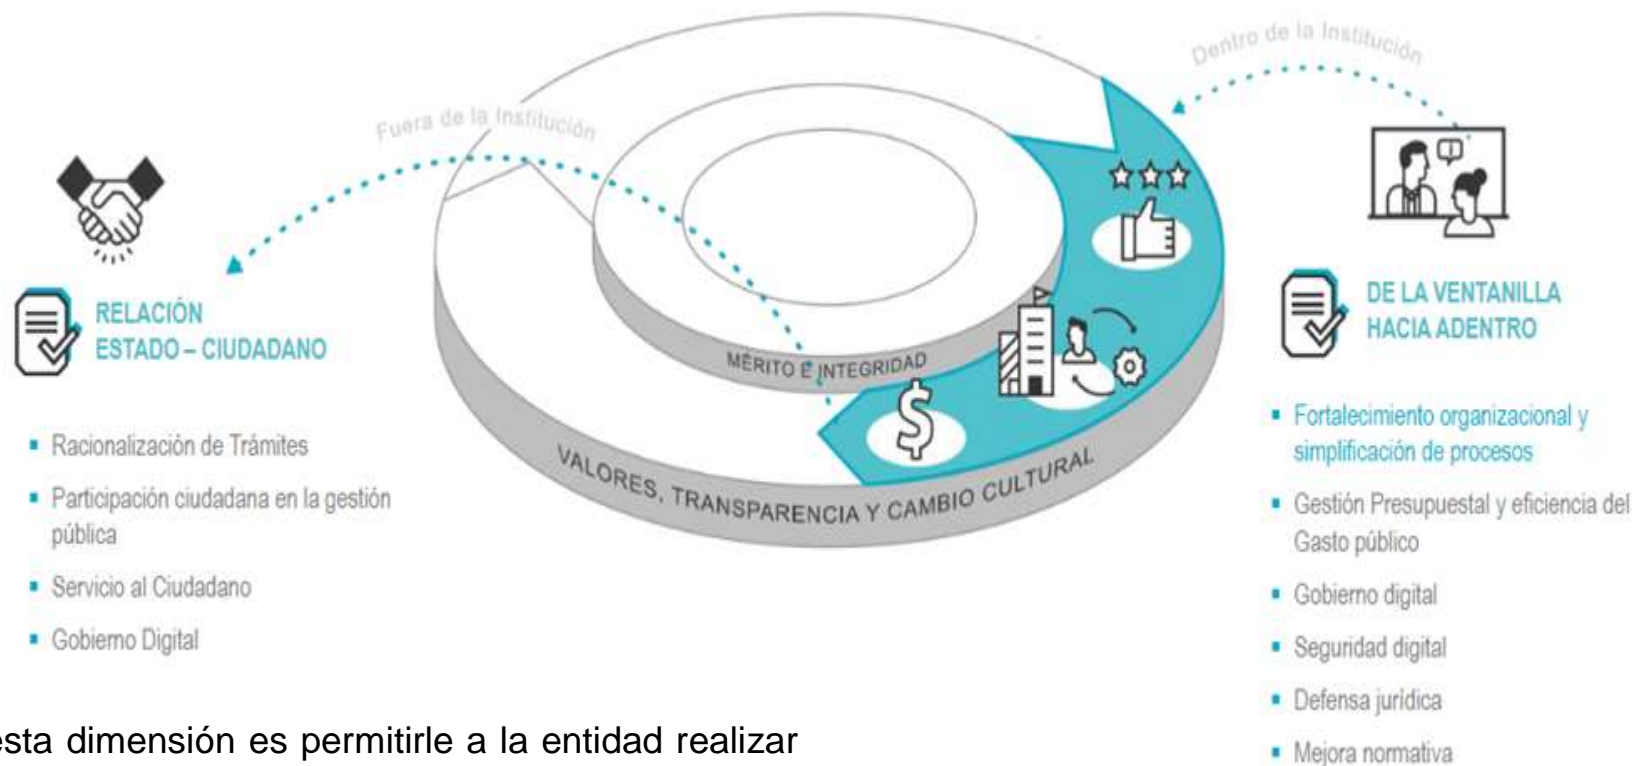 Fuera de la Institución
Dentro de la Institución
RELACIÓN
ESTADO – CIUDADANO
Racionalización de Trámites
Participación ciudadana en la gestión
pública
Servicio al Ciudadano
Gobierno Digital
MÉRITO E INTEGRIDAD
VALORES, TRANSPARENCIA Y CAMBIO CULTURAL
DE LA VENTANILLA
HACIA ADENTRO
Fortalecimiento organizacional y
simplificación de procesos
Gestión Presupuestal y eficiencia del
Gasto público
Gobierno digital
Seguridad digital
Defensa jurídica
Mejora normativa
esta dimensión es permitirle a la entidad realizar